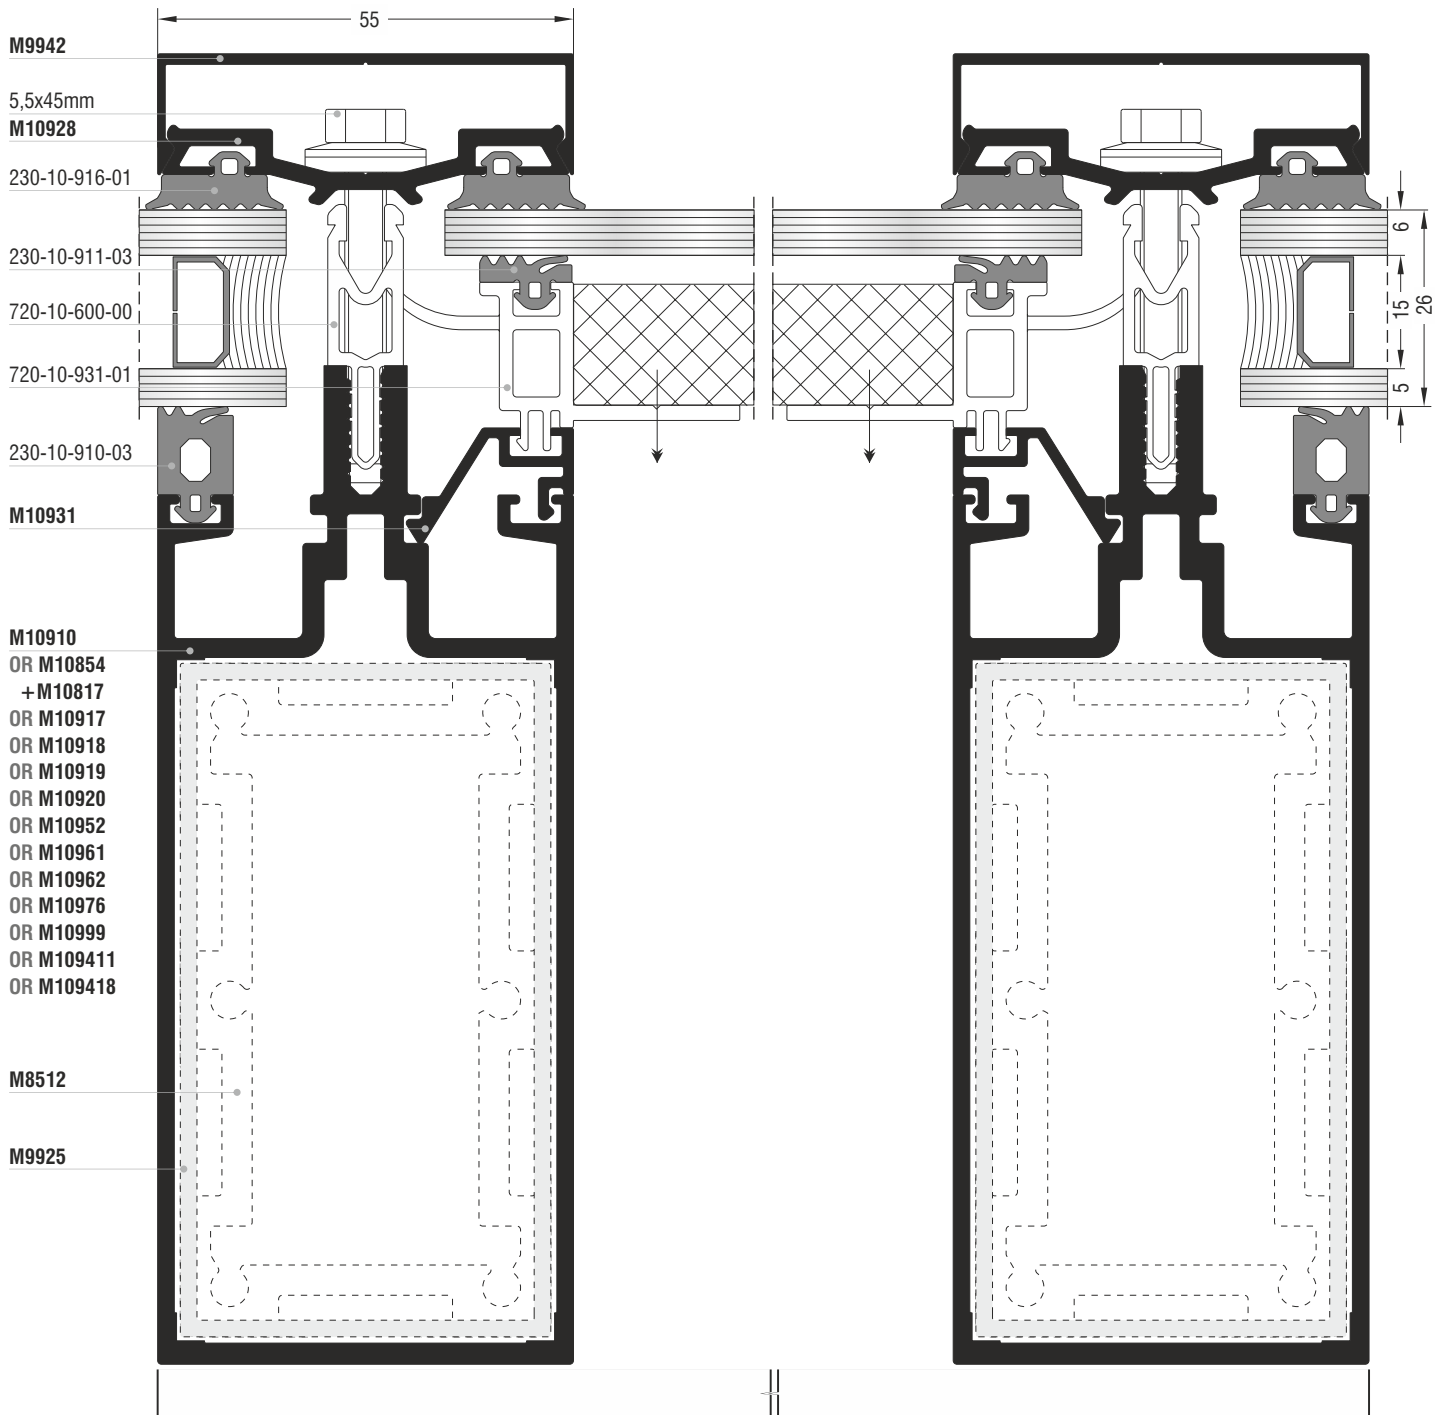 55
M9942
5,5x45mm
M10928
230-10-916-01
6
230-10-911-03
15
26
720-10-600-00
720-10-931-01
5
230-10-910-03
M10931
M10910
OR M10854
+M10817
OR M10917
OR M10918
OR M10919
OR M10920
OR M10952
OR M10961
OR M10962
OR M10976
OR M10999
OR M109411
OR M109418
M8512
M9925